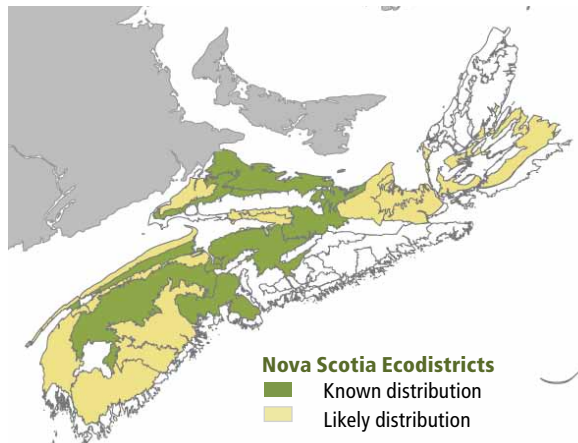 Nova Scotia Ecodistricts
Known distribution
Likely distribution